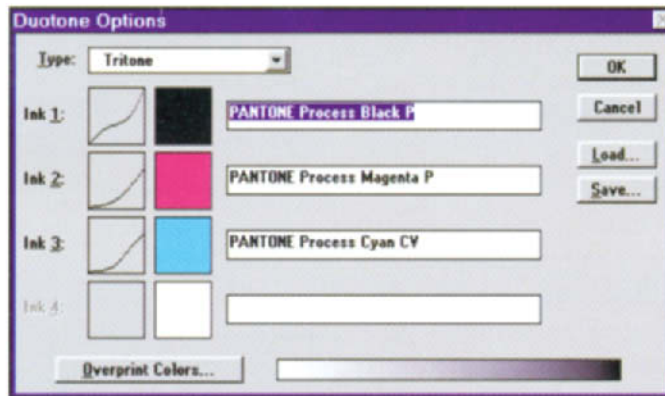 Duotone Options
Type: Tritone
OK
Ink 1: PANTONE Process Black P
Cancel
Load...
Ink 2: PANTONE Process Magenta P
Save...
Ink 3: PANTONE Process Cyan CV
Ink 4:
Overprint Colors...